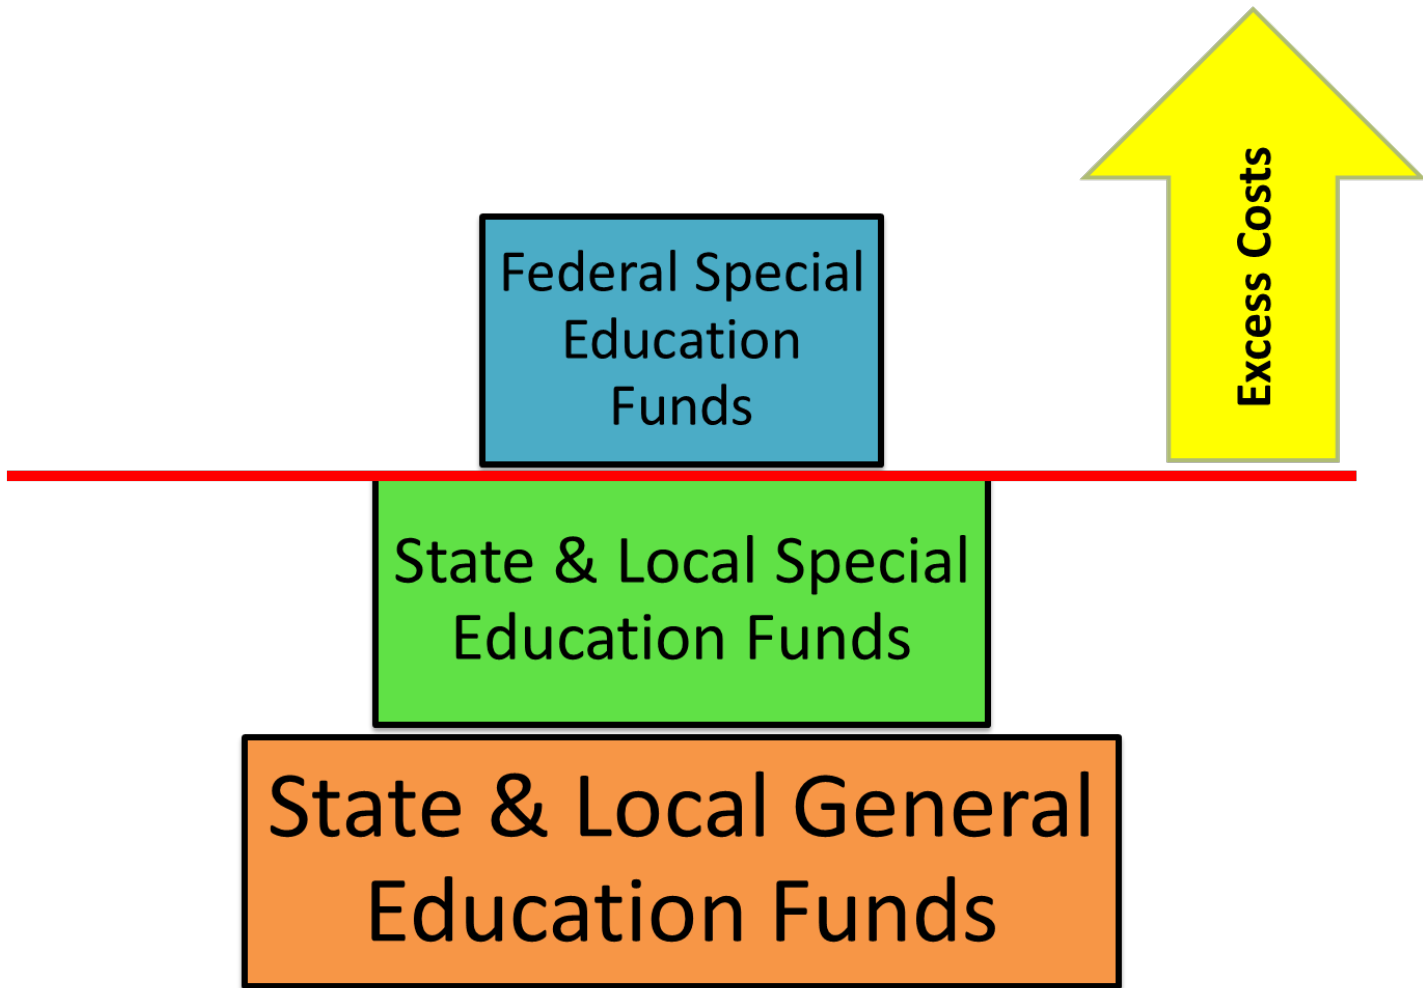 Federal Special
Education
Funds
Excess Costs
State & Local Special
Education Funds
State & Local General
Education Funds